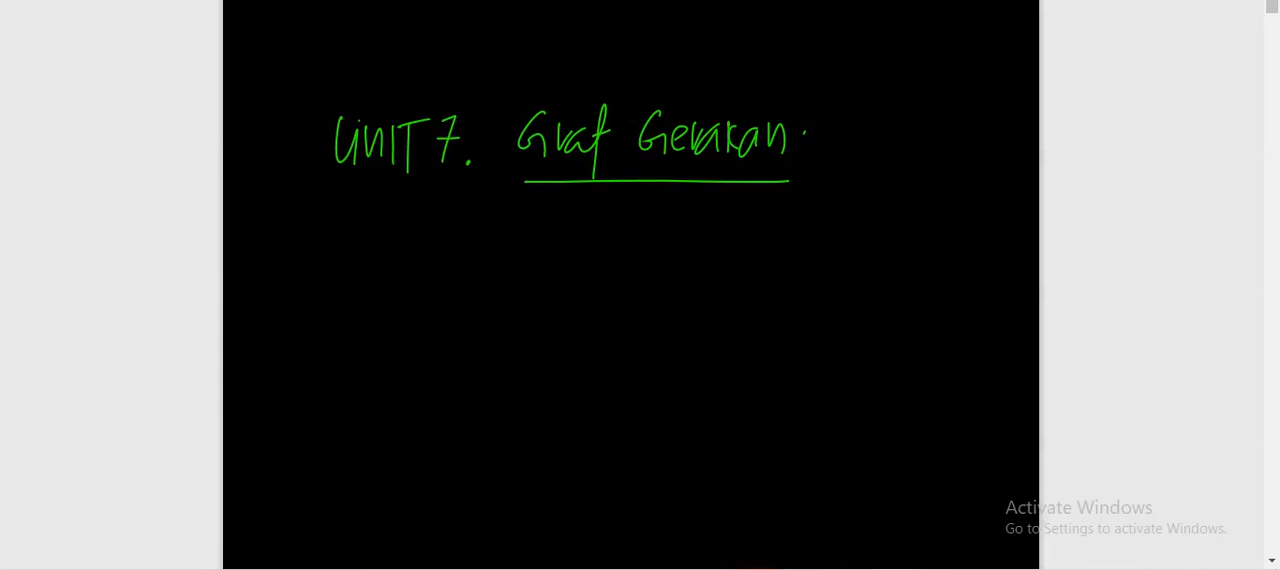 UNIT 7. Graf Gerakan.
Activate Windows
Go to Settings to activate Windows.